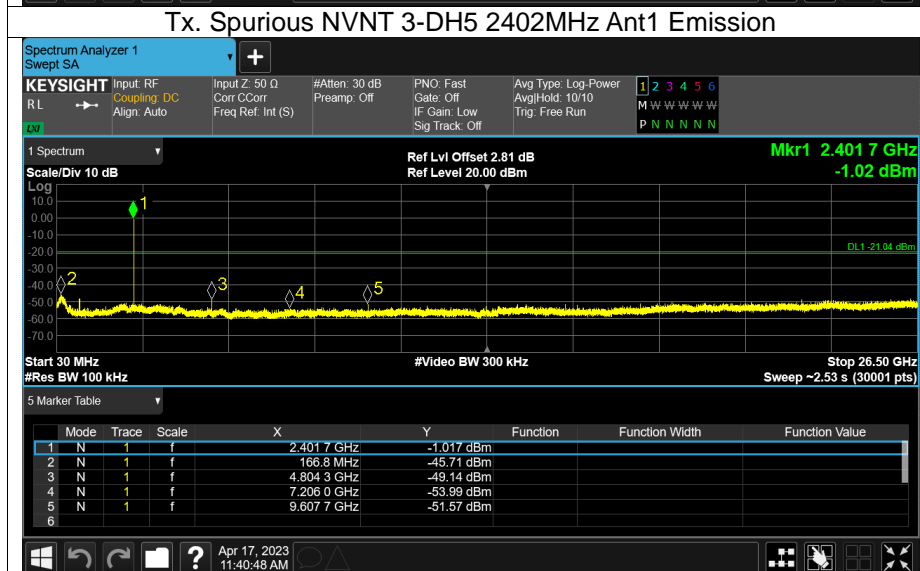 Tx. Spurious NVNT 3-DH5 2402MHz Ant1 Emission
Spectrum Analyzer 1
Swept SA
+
KEYSIGHT Input: RF Input Z: 50 Ω #Atten: 30 dB PNO: Fast Avg Type: Log-Power 1 2 3 4 5 6
RL Coupling: DC Corr CCorr Preamp: Off Gate: Off Avg|Hold: 10/10 M W W W W W
Align: Auto Freq Ref: Int (S) IF Gain: Low Trig: Free Run
LXI Sig Track: Off P N N N N N
1 Spectrum Ref Lvl Offset 2.81 dB Mkr1 2.401 7 GHz
Scale/Div 10 dB Ref Level 20.00 dBm -1.02 dBm
Log
10.0 1
0.00
-10.0
-20.0 DL1 -21.04 dBm
-30.0
-40.0 2 3 4 5
-50.0
-60.0
-70.0
Start 30 MHz #Video BW 300 kHz Stop 26.50 GHz
#Res BW 100 kHz Sweep ~2.53 s (30001 pts)
5 Marker Table
Mode Trace Scale X Y Function Function Width Function Value
1 N 1 f 2.401 7 GHz -1.017 dBm
2 N 1 f 166.8 MHz -45.71 dBm
3 N 1 f 4.804 3 GHz -49.14 dBm
4 N 1 f 7.206 0 GHz -53.99 dBm
5 N 1 f 9.607 7 GHz -51.57 dBm
6
? Apr 17, 2023
11:40:48 AM